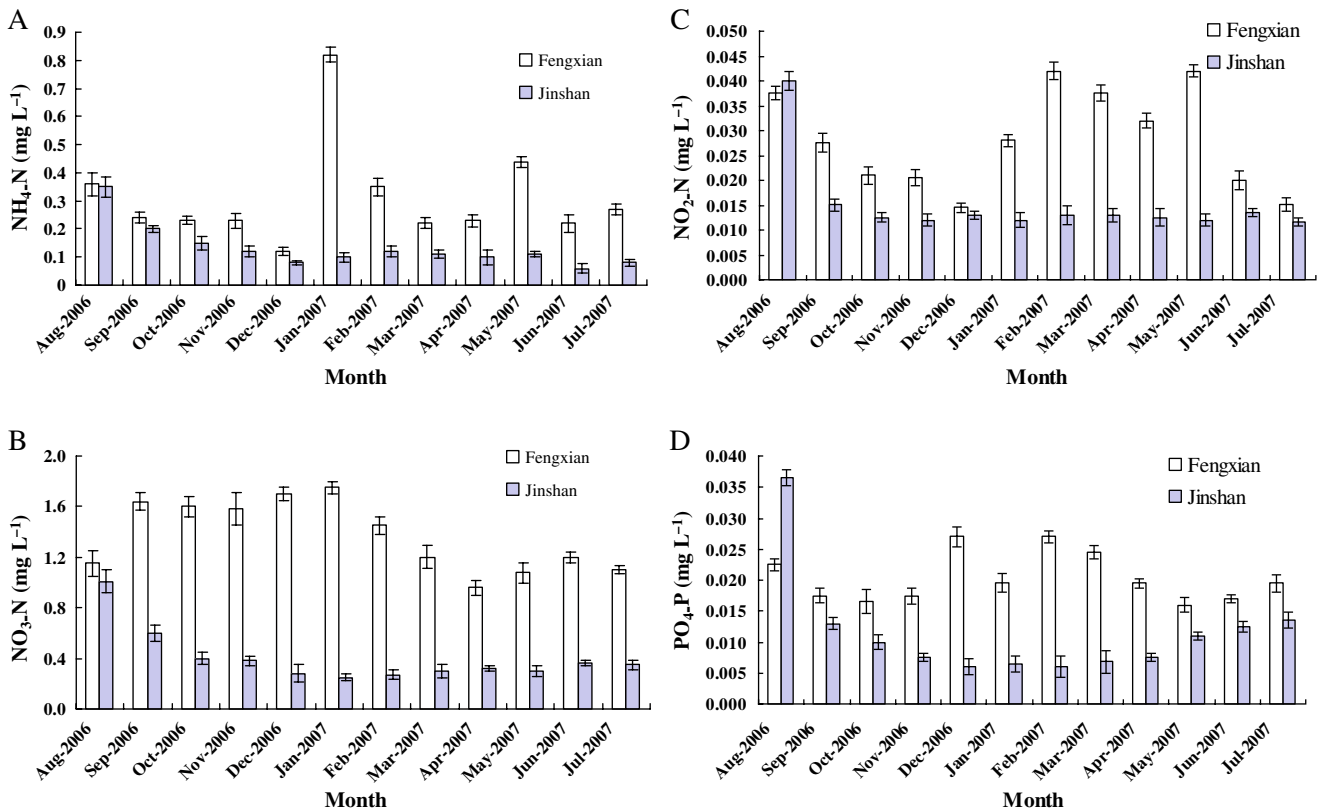 A
NH₄-N (mg L⁻¹)
0.9
0.8
0.7
0.6
0.5
0.4
0.3
0.2
0.1
0
Fengxian
Jinshan
Aug-2006
Sep-2006
Oct-2006
Nov-2006
Dec-2006
Jan-2007
Feb-2007
Mar-2007
Apr-2007
May-2007
Jun-2007
Jul-2007
Month
C
NO₂-N (mg L⁻¹)
0.050
0.045
0.040
0.035
0.030
0.025
0.020
0.015
0.010
0.005
0.000
Fengxian
Jinshan
Aug-2006
Sep-2006
Oct-2006
Nov-2006
Dec-2006
Jan-2007
Feb-2007
Mar-2007
Apr-2007
May-2007
Jun-2007
Jul-2007
Month
B
NO₃-N (mg L⁻¹)
2.0
1.6
1.2
0.8
0.4
0.0
Fengxian
Jinshan
Aug-2006
Sep-2006
Oct-2006
Nov-2006
Dec-2006
Jan-2007
Feb-2007
Mar-2007
Apr-2007
May-2007
Jun-2007
Jul-2007
Month
D
PO₄-P (mg L⁻¹)
0.040
0.035
0.030
0.025
0.020
0.015
0.010
0.005
0.000
Fengxian
Jinshan
Aug-2006
Sep-2006
Oct-2006
Nov-2006
Dec-2006
Jan-2007
Feb-2007
Mar-2007
Apr-2007
May-2007
Jun-2007
Jul-2007
Month